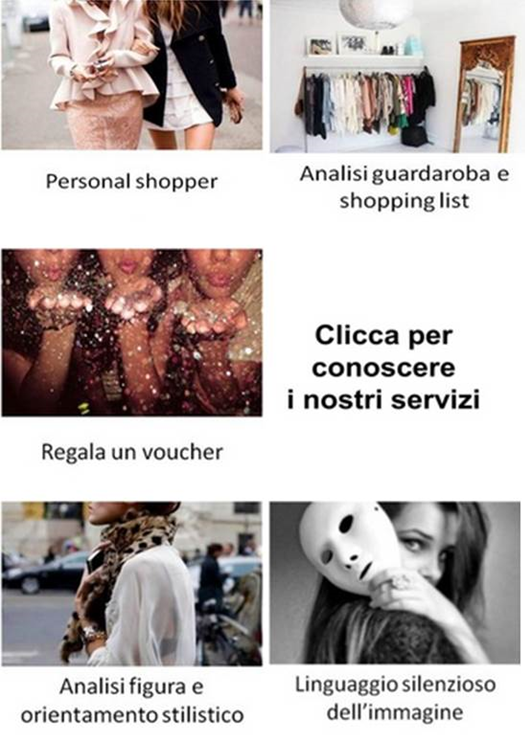 Personal shopper
Analisi guardaroba e
shopping list
Clicca per
conoscere
i nostri servizi
Regala un voucher
Analisi figura e
orientamento stilistico
Linguaggio silenzioso
dell'immagine